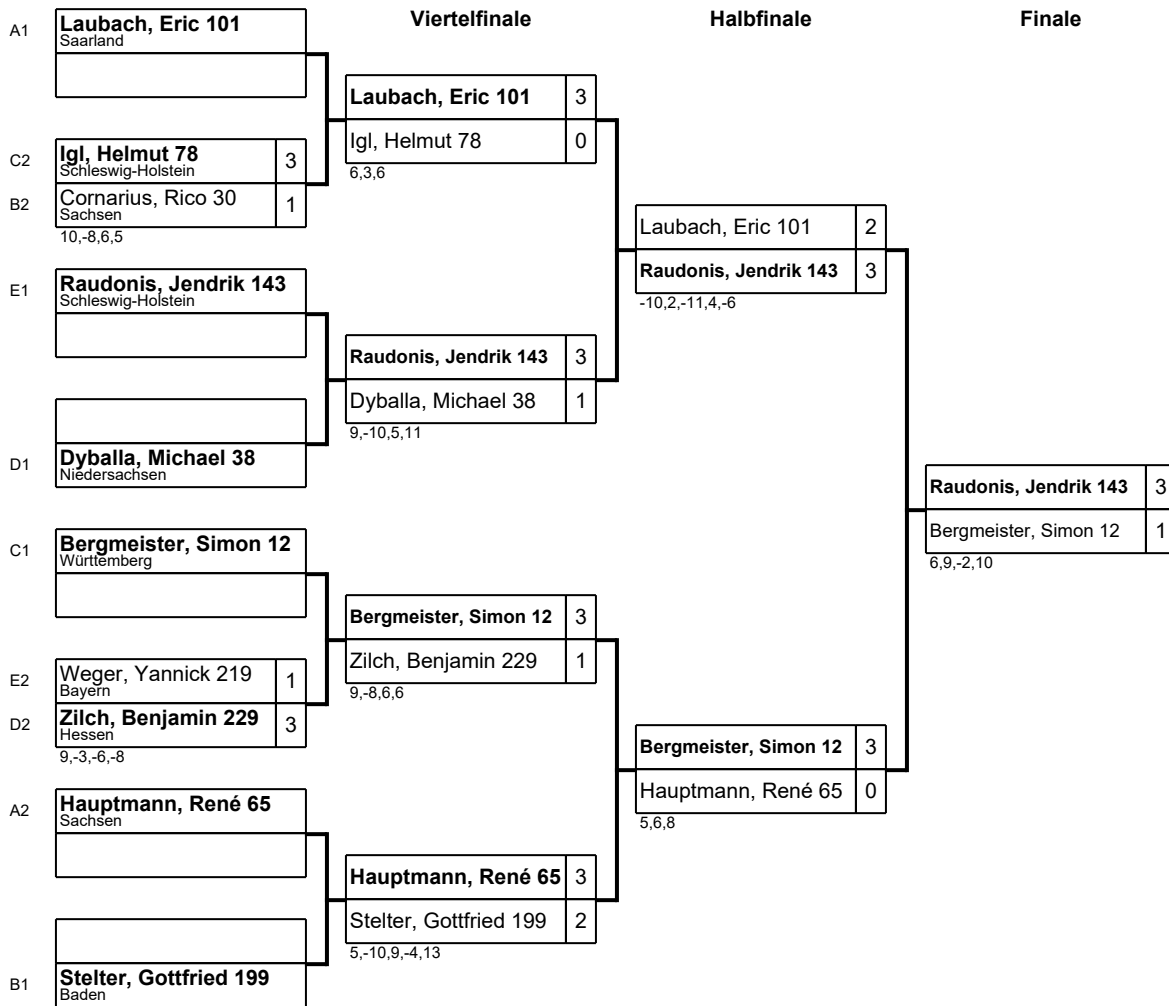 Viertelfinale
Halbfinale
Finale
A1
Laubach, Eric 101
Saarland
C2
Igl, Helmut 78 3
Schleswig-Holstein
B2
Cornarius, Rico 30 1
Sachsen
10,-8,6,5
E1
Raudonis, Jendrik 143
Schleswig-Holstein
D1
Dyballa, Michael 38
Niedersachsen
C1
Bergmeister, Simon 12
Württemberg
E2
Weger, Yannick 219 1
Bayern
D2
Zilch, Benjamin 229 3
Hessen
9,-3,-6,-8
A2
Hauptmann, René 65
Sachsen
B1
Stelter, Gottfried 199
Baden
Laubach, Eric 101 3
Igl, Helmut 78 0
6,3,6
Raudonis, Jendrik 143 3
Dyballa, Michael 38 1
9,-10,5,11
Bergmeister, Simon 12 3
Zilch, Benjamin 229 1
9,-8,6,6
Hauptmann, René 65 3
Stelter, Gottfried 199 2
5,-10,9,-4,13
Laubach, Eric 101 2
Raudonis, Jendrik 143 3
-10,2,-11,4,-6
Bergmeister, Simon 12 3
Hauptmann, René 65 0
5,6,8
Raudonis, Jendrik 143 3
Bergmeister, Simon 12 1
6,9,-2,10